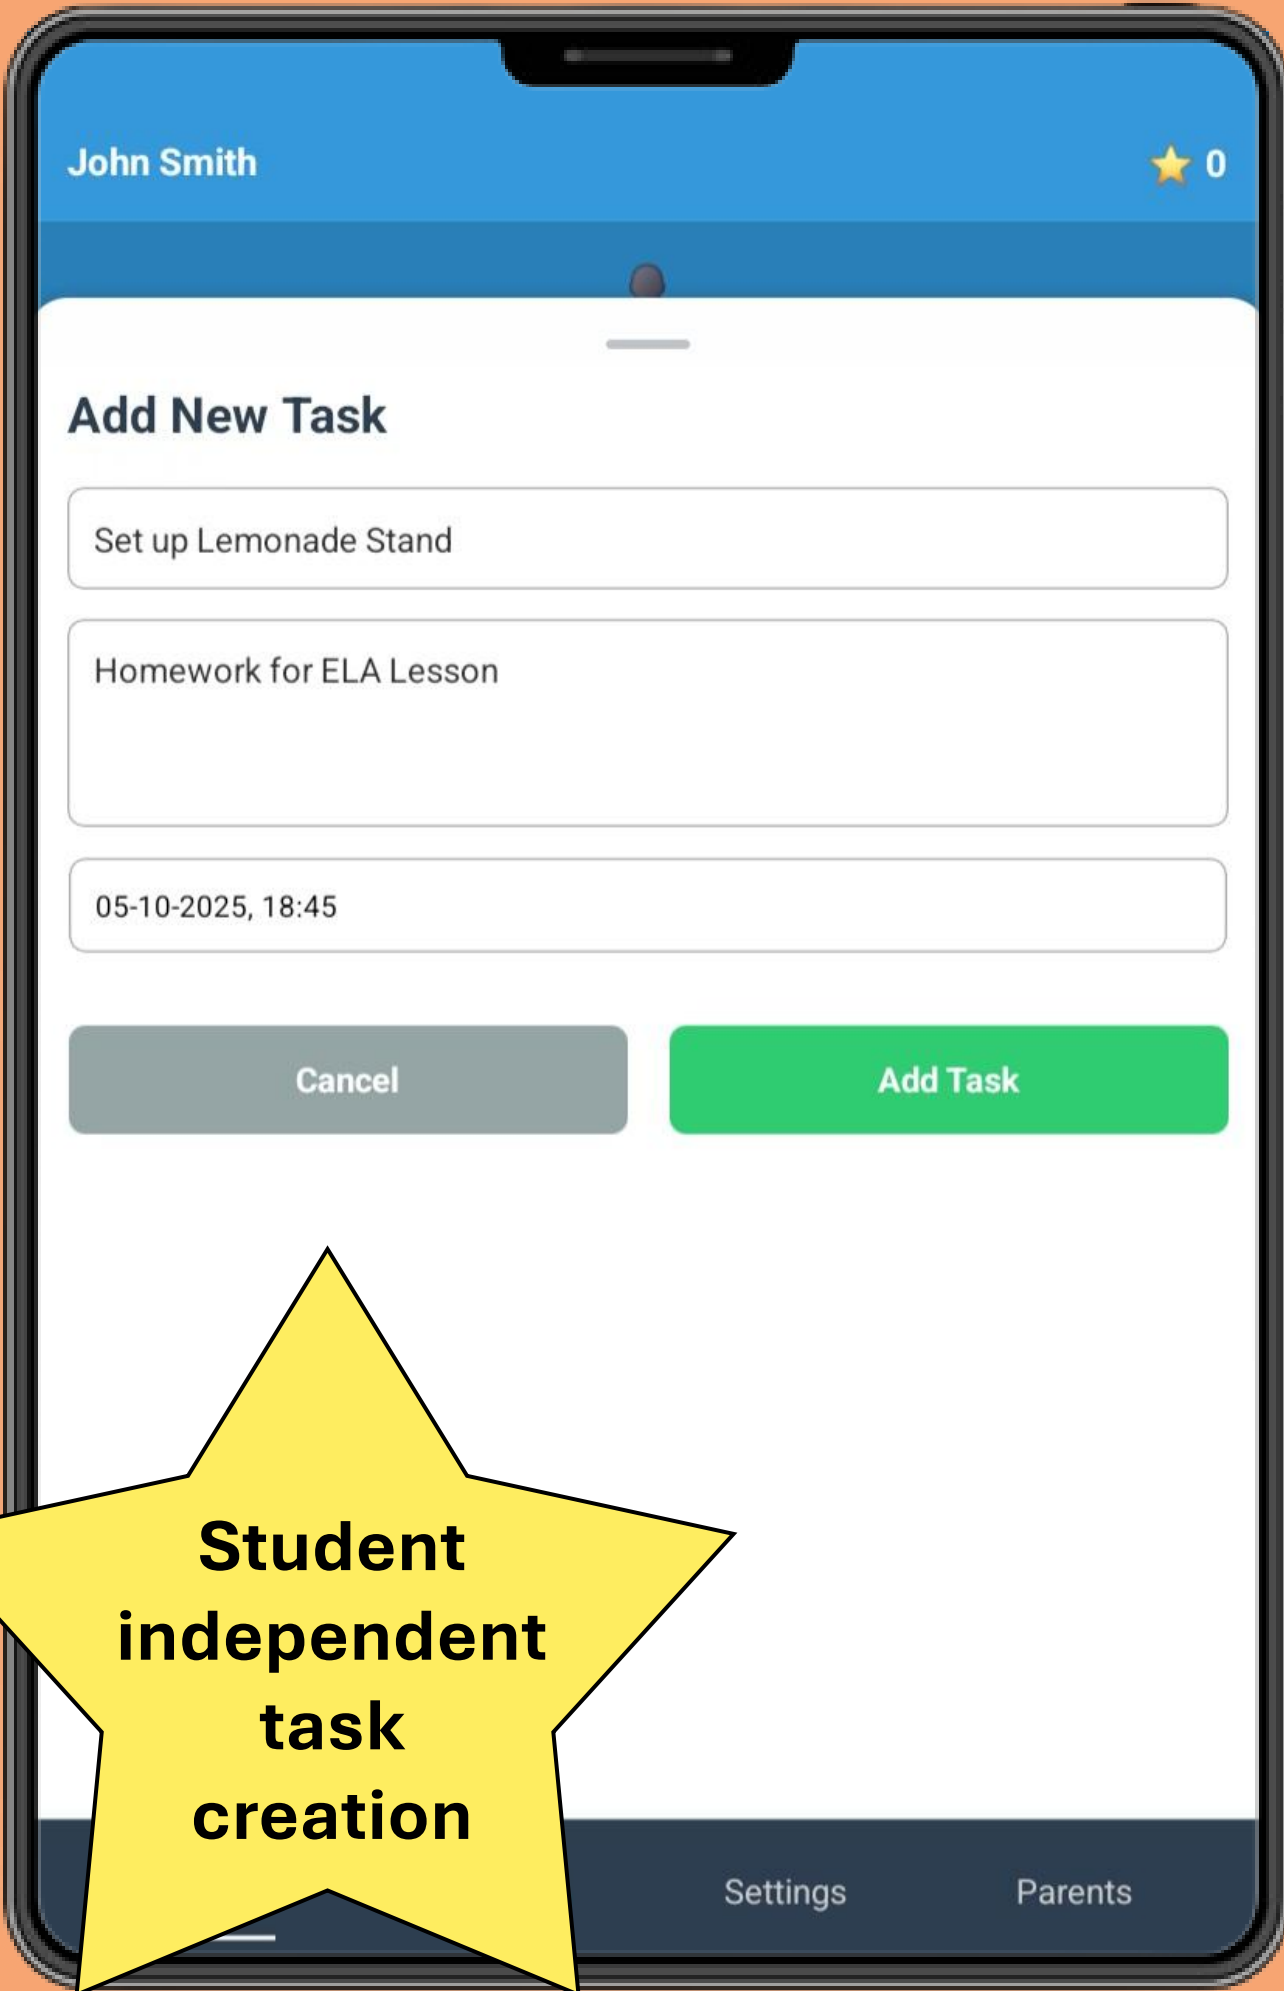 John Smith
0
Add New Task
Set up Lemonade Stand
Homework for ELA Lesson
05-10-2025, 18:45
Cancel
Add Task
Student
independent
task
creation
Settings
Parents